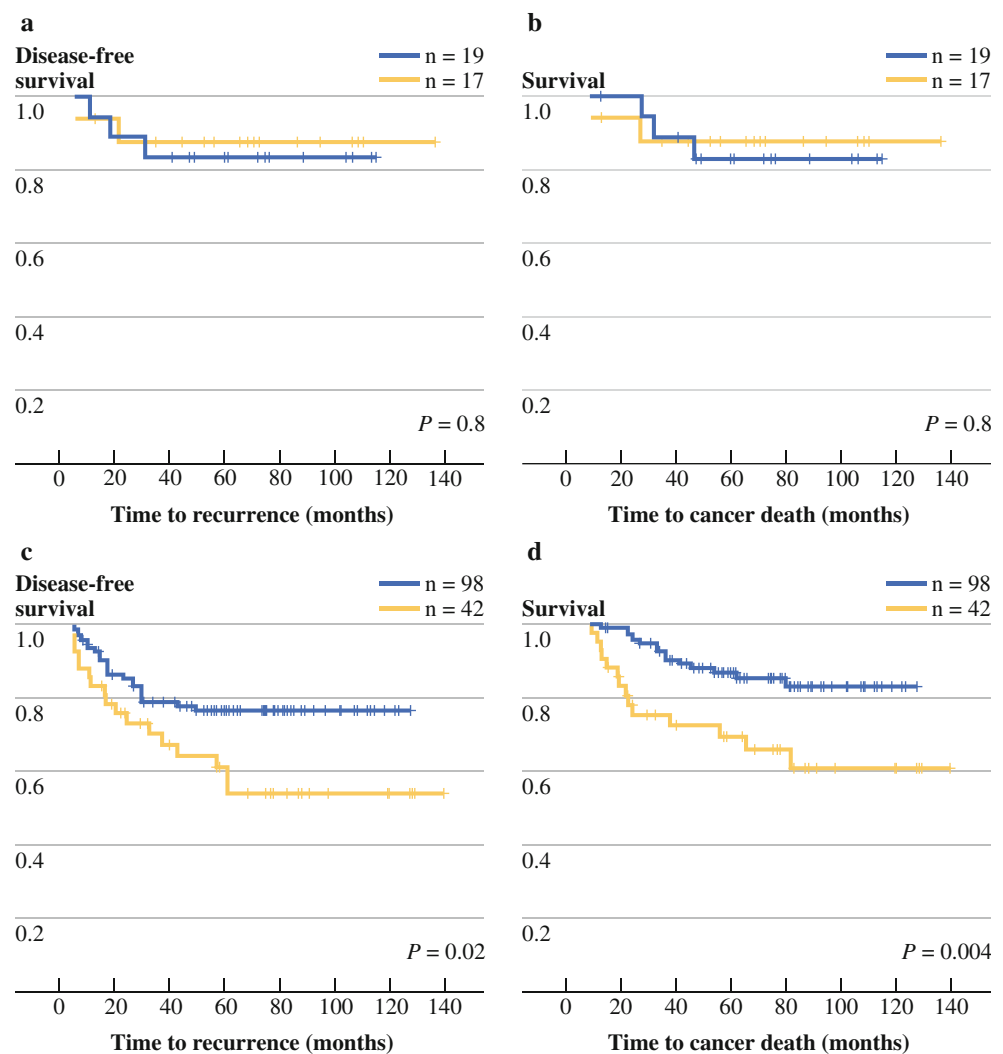 a
Disease-free
survival
n = 19
n = 17
1.0
0.8
0.6
0.4
0.2
P = 0.8
0 20 40 60 80 100 120 140
Time to recurrence (months)
b
Survival
n = 19
n = 17
1.0
0.8
0.6
0.4
0.2
P = 0.8
0 20 40 60 80 100 120 140
Time to cancer death (months)
c
Disease-free
survival
n = 98
n = 42
1.0
0.8
0.6
0.4
0.2
P = 0.02
0 20 40 60 80 100 120 140
Time to recurrence (months)
d
Survival
n = 98
n = 42
1.0
0.8
0.6
0.4
0.2
P = 0.004
0 20 40 60 80 100 120 140
Time to cancer death (months)